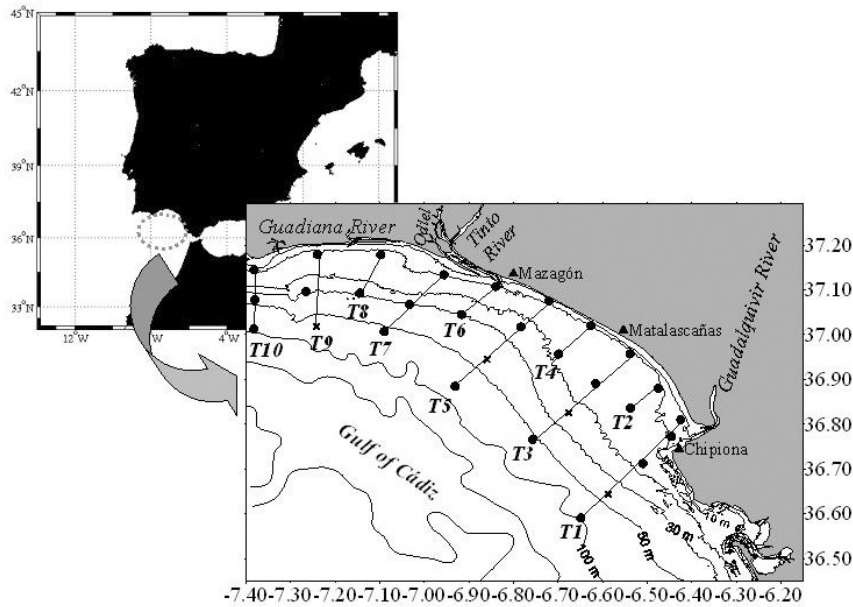 45°N
42°N
39°N
36°N
33°N
12°W
4°W
Guadiana River
Odiel
Tinto
River
Mazagón
Matalascañas
Guadalquivir River
Chipiona
T10
T9
T8
T7
T6
T5
T4
T3
T2
T1
Gulf of Cádiz
100 m
50 m
30 m
10 m
37.20
37.10
37.00
36.90
36.80
36.70
36.60
36.50
-7.40 -7.30 -7.20 -7.10 -7.00 -6.90 -6.80 -6.70 -6.60 -6.50 -6.40 -6.30 -6.20